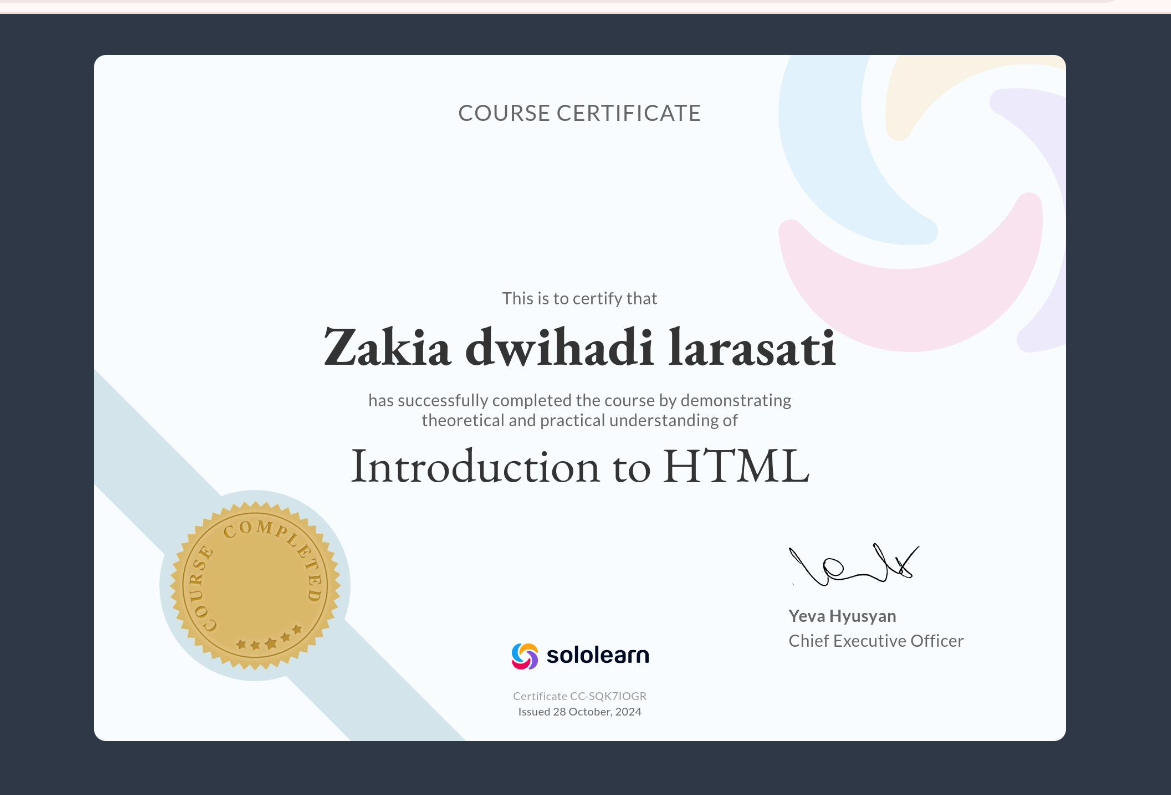 COURSE CERTIFICATE
This is to certify that
Zakia dwihadi larasati
has successfully completed the course by demonstrating
theoretical and practical understanding of
Introduction to HTML
COURSE COMPLETED
Yeva Hyusyan
Chief Executive Officer
sololearn
Certificate CC-SQK7IOGR
Issued 28 October, 2024